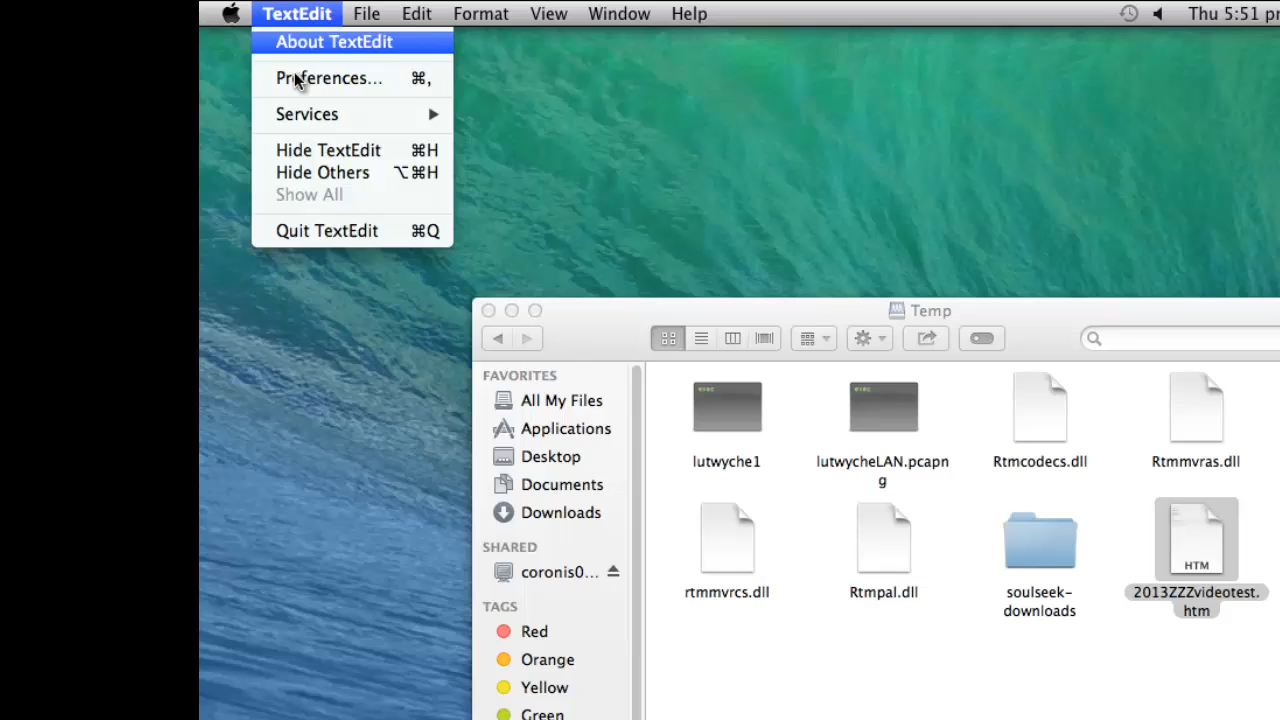 TextEdit File Edit Format View Window Help Thu 5:51 p
About TextEdit
Preferences... ⌘,
Services ▶
Hide TextEdit ⌘H
Hide Others ⌥⌘H
Show All
Quit TextEdit ⌘Q
Temp
FAVORITES
All My Files
Applications
Desktop
Documents
Downloads
SHARED
coronis0...
TAGS
Red
Orange
Yellow
Green
lutwyche1
lutwycheLAN.pcapn
g
Rtmcodecs.dll
Rtmmvras.dll
rtmmvrcs.dll
Rtmpal.dll
soulseek-
downloads
HTM
2013ZZZvideotest.
htm